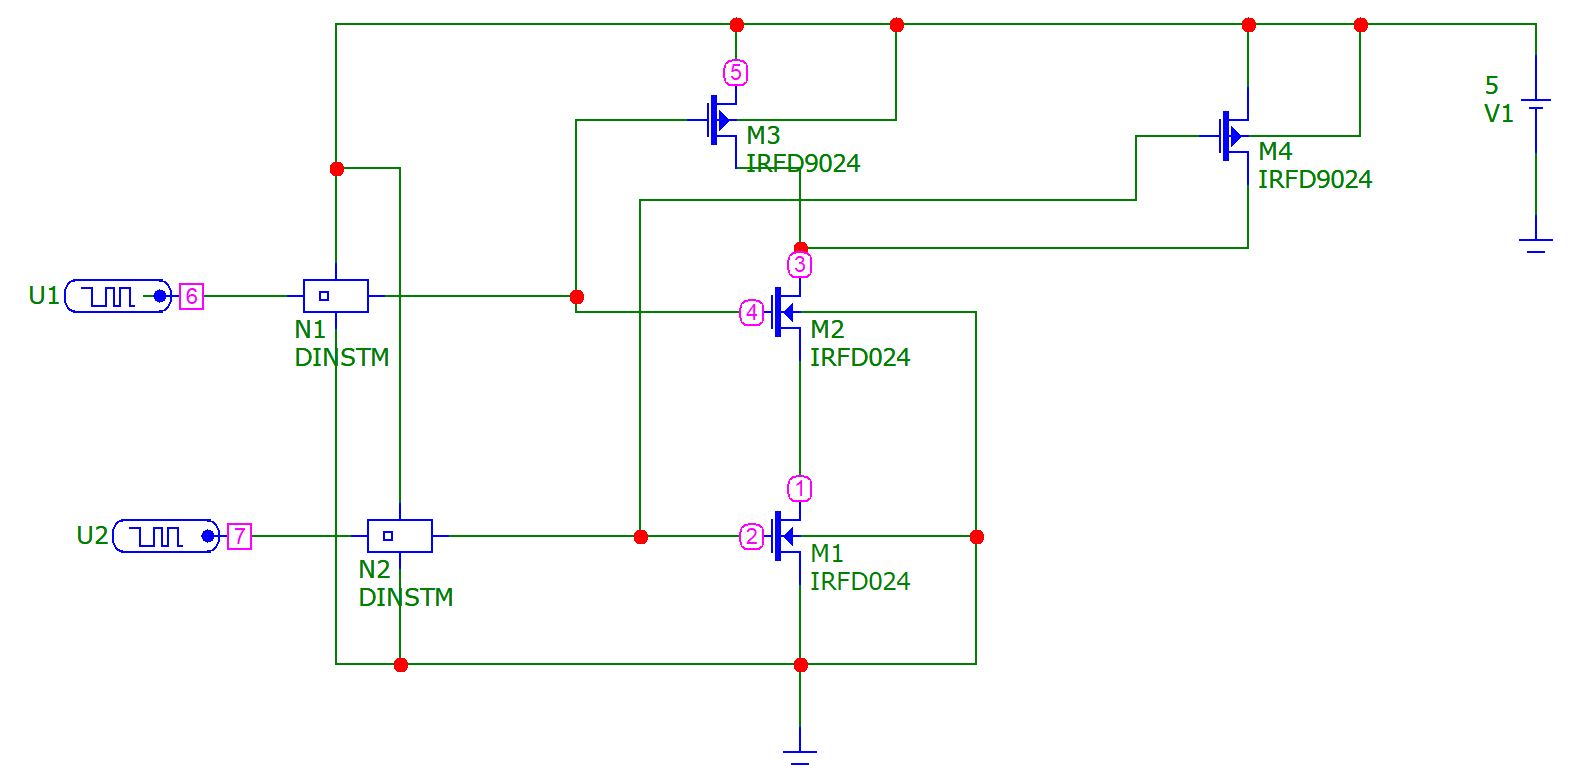 5
5
V1
M3
IRFD9024
M4
IRFD9024
3
U1
6
4
N1
DINSTM
M2
IRFD024
1
U2
7
2
N2
DINSTM
M1
IRFD024